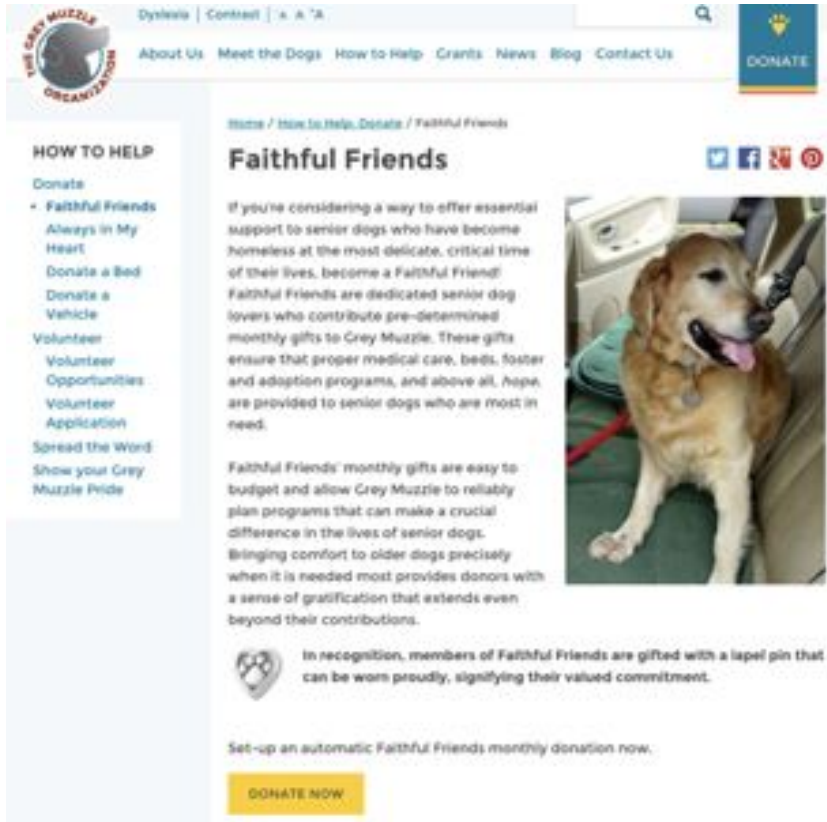 Dyslexia | Contrast | A A A
THE GREY MUZZLE
ORGANIZATION
About Us Meet the Dogs How to Help Grants News Blog Contact Us
DONATE
Home / How to Help, Donate / Faithful Friends
HOW TO HELP
Donate
• Faithful Friends
Always in My
Heart
Donate a Bed
Donate a
Vehicle
Volunteer
Volunteer
Opportunities
Volunteer
Application
Spread the Word
Show your Grey
Muzzle Pride
Faithful Friends
If you're considering a way to offer essential
support to senior dogs who have become
homeless at the most delicate, critical time
of their lives, become a Faithful Friend!
Faithful Friends are dedicated senior dog
lovers who contribute pre-determined
monthly gifts to Grey Muzzle. These gifts
ensure that proper medical care, beds, foster
and adoption programs, and above all, hope,
are provided to senior dogs who are most in
need.
Faithful Friends' monthly gifts are easy to
budget and allow Grey Muzzle to reliably
plan programs that can make a crucial
difference in the lives of senior dogs.
Bringing comfort to older dogs precisely
when it is needed most provides donors with
a sense of gratification that extends even
beyond their contributions.
In recognition, members of Faithful Friends are gifted with a lapel pin that
can be worn proudly, signifying their valued commitment.
Set-up an automatic Faithful Friends monthly donation now.
DONATE NOW